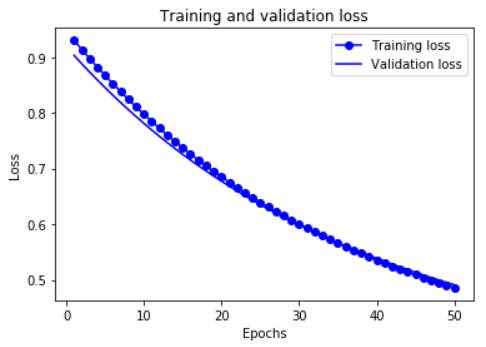 Training and validation loss
Training loss
Validation loss
0.9
0.8
0.7
0.6
0.5
Loss
0
10
20
30
40
50
Epochs